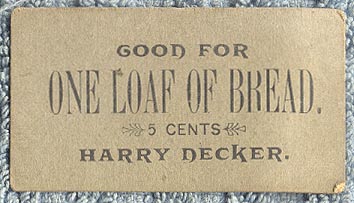 GOOD FOR
ONE LOAF OF BREAD.
5 CENTS
HARRY DECKER.